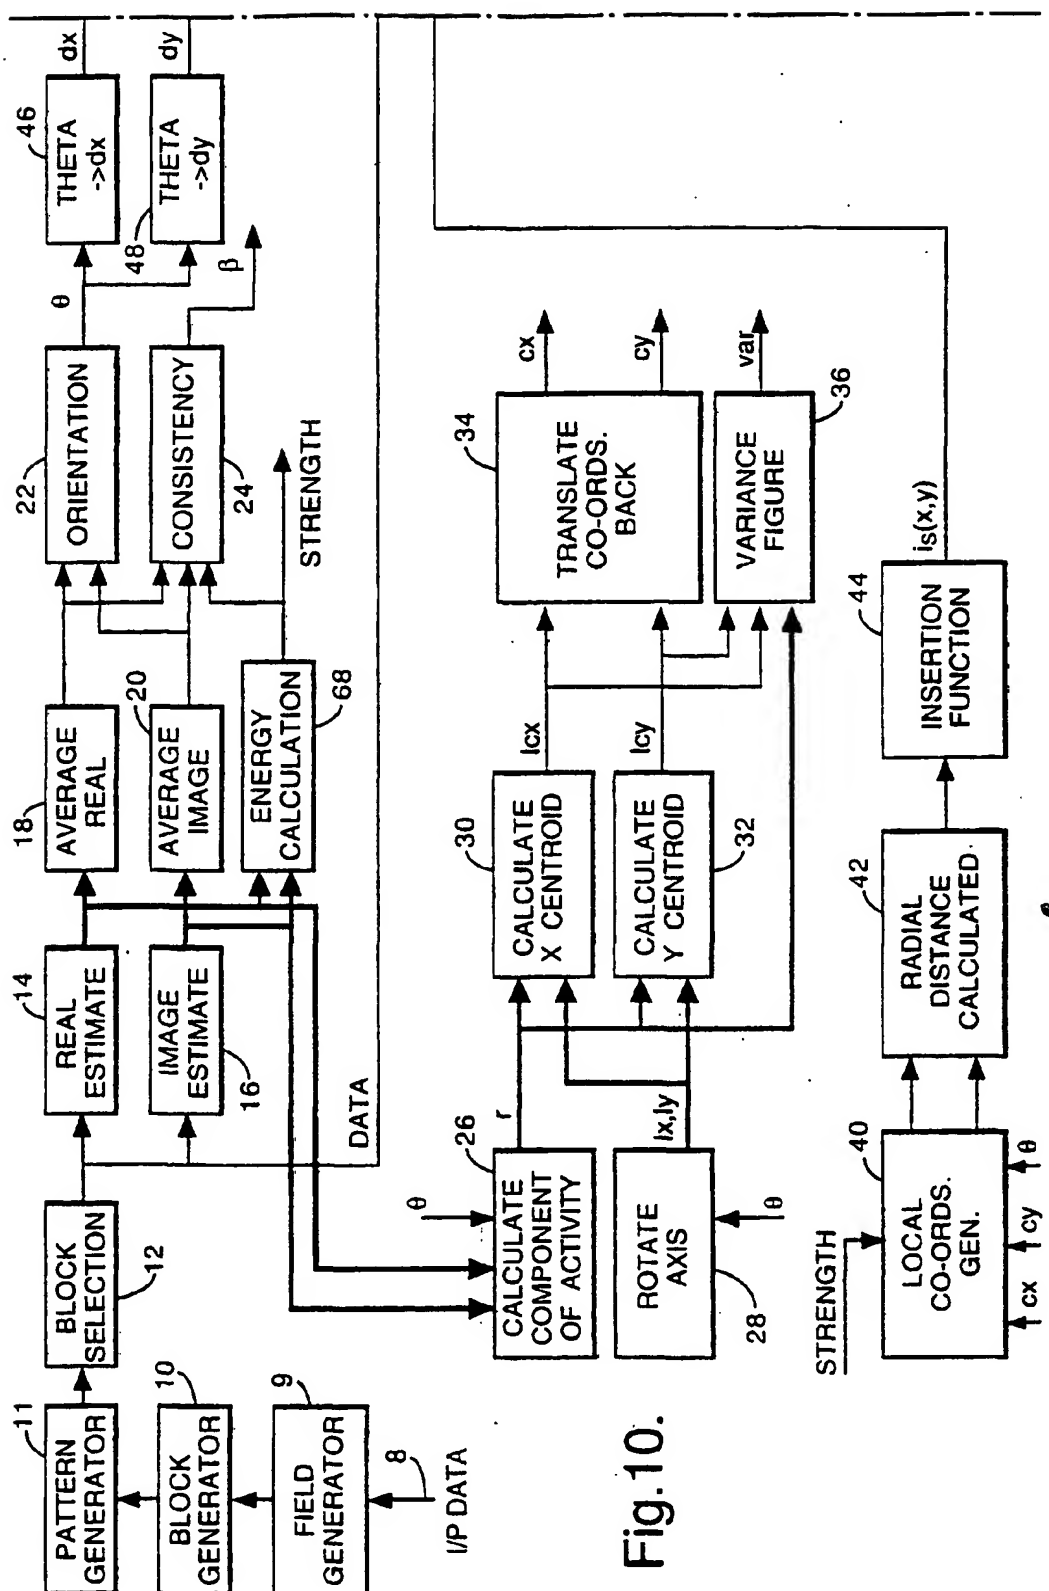 11
PATTERN
GENERATOR
10
BLOCK
GENERATOR
9
FIELD
GENERATOR
8
I/P DATA
BLOCK
SELECTION
12
14
REAL
ESTIMATE
IMAGE
ESTIMATE
16
DATA
18
AVERAGE
REAL
20
AVERAGE
IMAGE
ENERGY
CALCULATION
68
22
ORIENTATION
CONSISTENCY
24
STRENGTH
θ
β
46
THETA
->dx
48
THETA
->dy
dx
dy
θ
26
CALCULATE
COMPONENT
OF ACTIVITY
r
ROTATE
AXIS
28
θ
lx,ly
30
CALCULATE
X CENTROID
CALCULATE
Y CENTROID
32
lcx
lcy
34
TRANSLATE
CO-ORDS.
BACK
VARIANCE
FIGURE
36
cx
cy
var
STRENGTH
40
LOCAL
CO-ORDS.
GEN.
cx
cy
θ
42
RADIAL
DISTANCE
CALCULATED.
44
INSERTION
FUNCTION
is(x,y)
Fig.10.